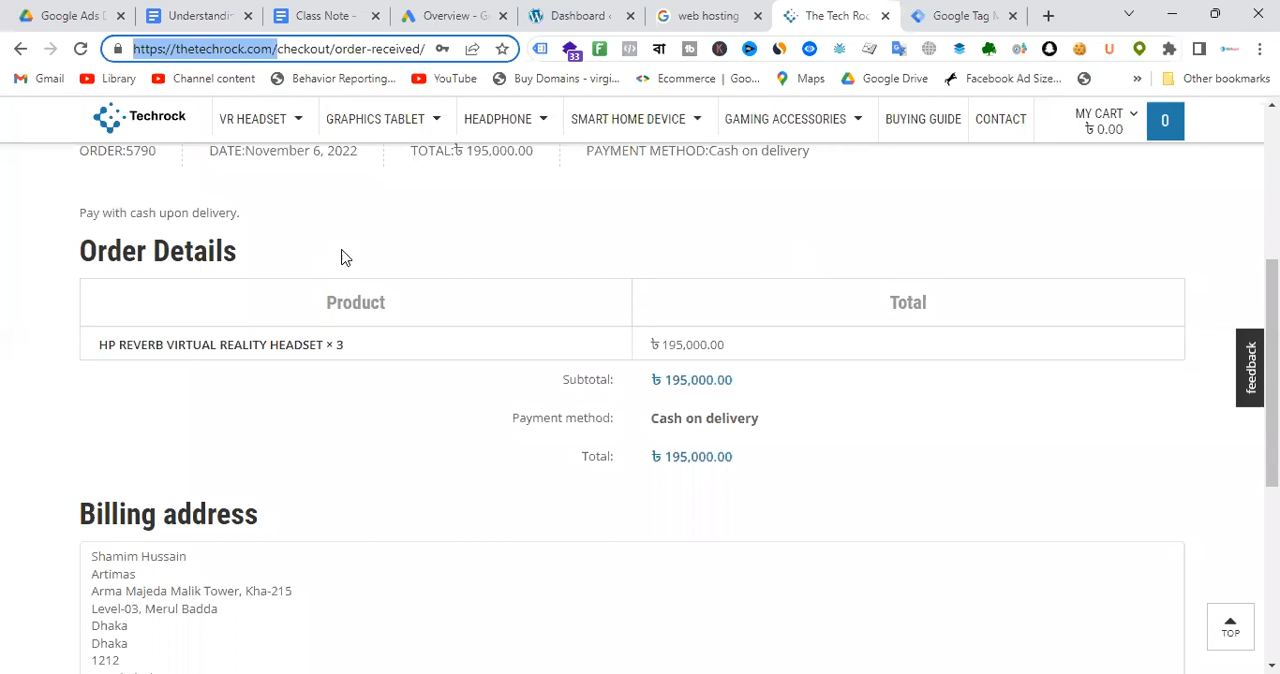 Google Ads D
Understandin
Class Note -
Overview - G
Dashboard ‹
web hosting
The Tech Roc
Google Tag M
https://thetechrock.com/checkout/order-received/
33
বা
Gmail
Library
Channel content
Behavior Reporting...
YouTube
Buy Domains - virgi...
Ecommerce | Goo...
Maps
Google Drive
Facebook Ad Size...
»
Other bookmarks
Techrock
VR HEADSET
GRAPHICS TABLET
HEADPHONE
SMART HOME DEVICE
GAMING ACCESSORIES
BUYING GUIDE
CONTACT
MY CART
৳ 0.00
0
ORDER:5790
DATE:November 6, 2022
TOTAL:৳ 195,000.00
PAYMENT METHOD:Cash on delivery
Pay with cash upon delivery.
Order Details
Product Total
HP REVERB VIRTUAL REALITY HEADSET × 3 ৳ 195,000.00
Subtotal: ৳ 195,000.00
Payment method: Cash on delivery
Total: ৳ 195,000.00
feedback
Billing address
Shamim Hussain
Artimas
Arma Majeda Malik Tower, Kha-215
Level-03, Merul Badda
Dhaka
Dhaka
1212
TOP